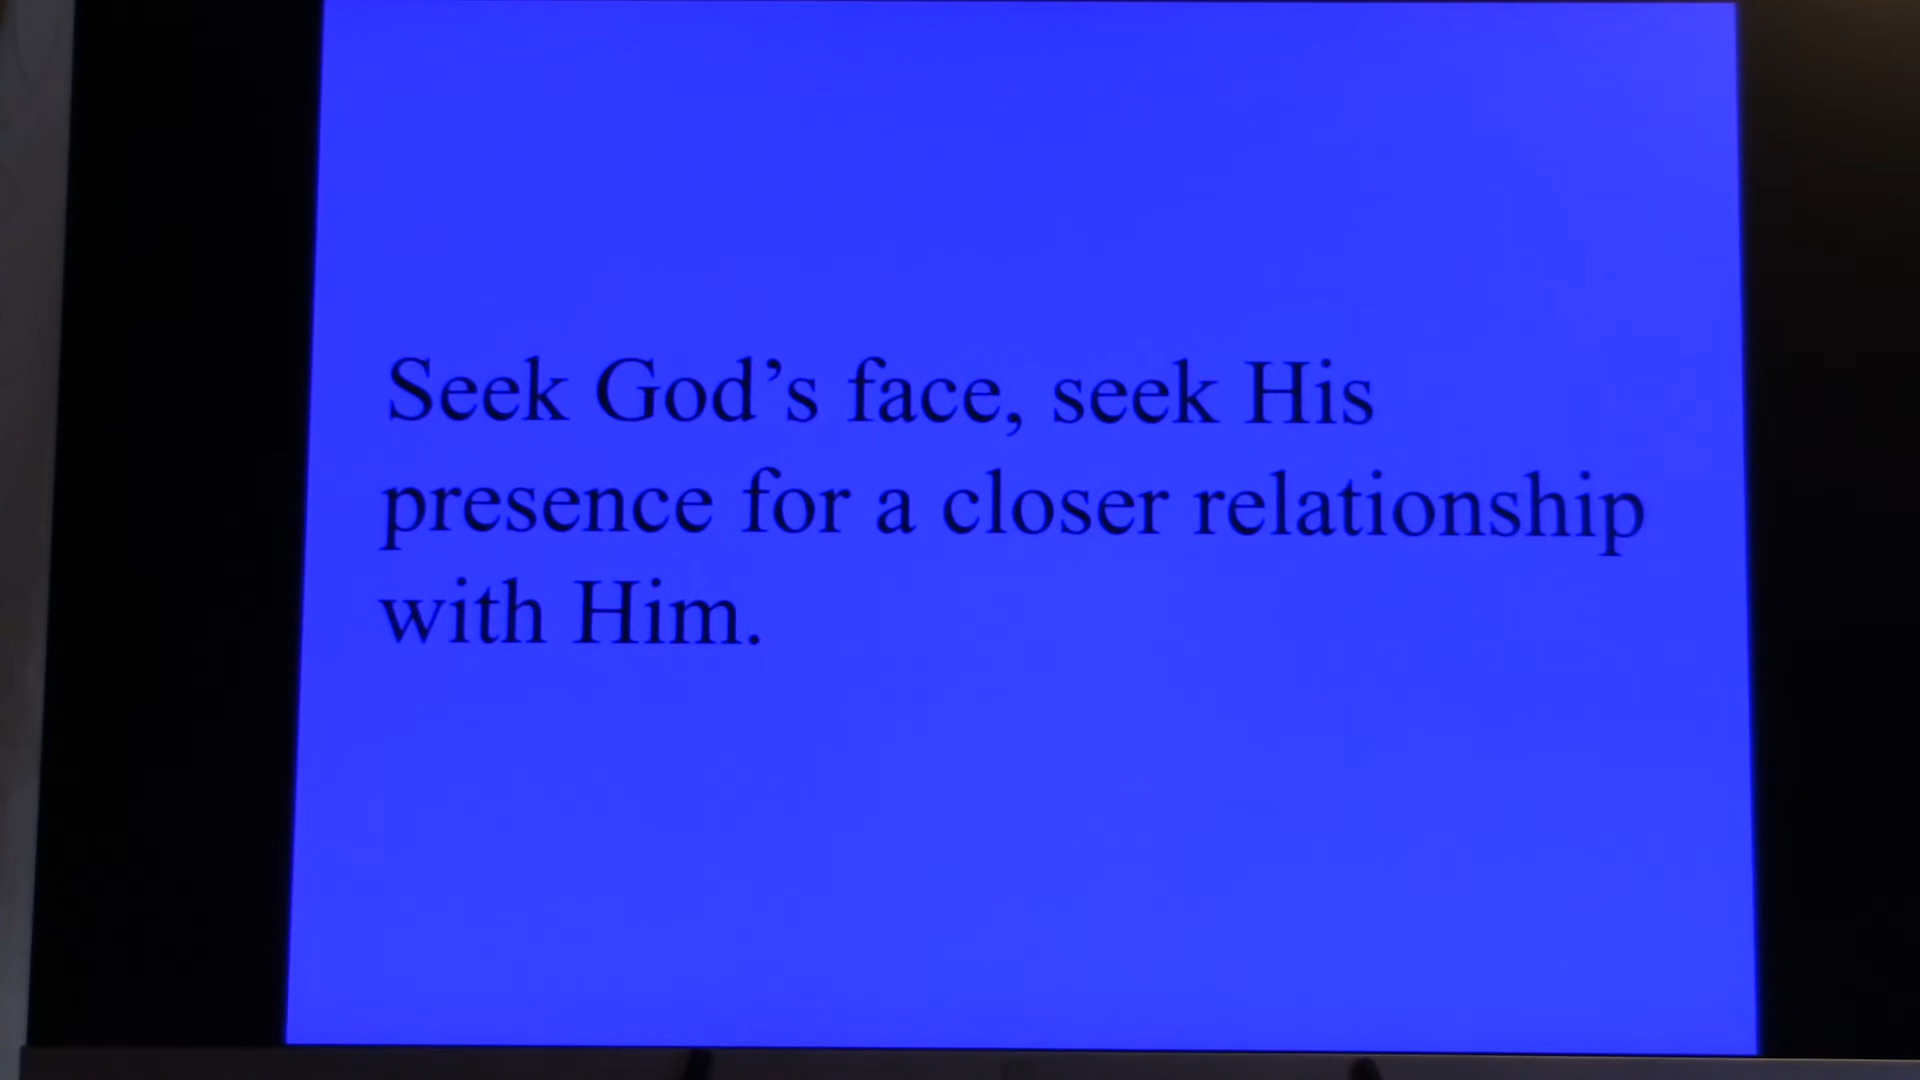 Seek God’s face, seek His
presence for a closer relationship
with Him.